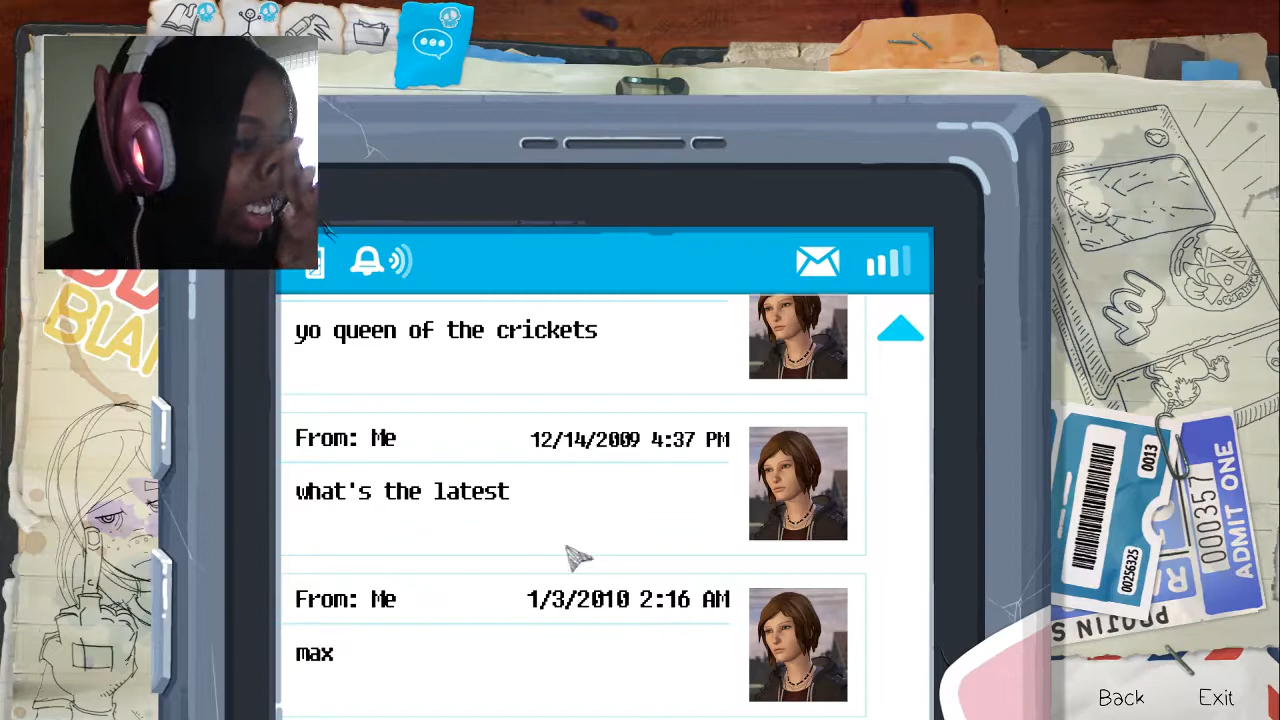 yo queen of the crickets
From: Me 12/14/2009 4:37 PM
what's the latest
From: Me 1/3/2010 2:16 AM
max
0013
00256325
000357
ADMIT ONE
Back Exit